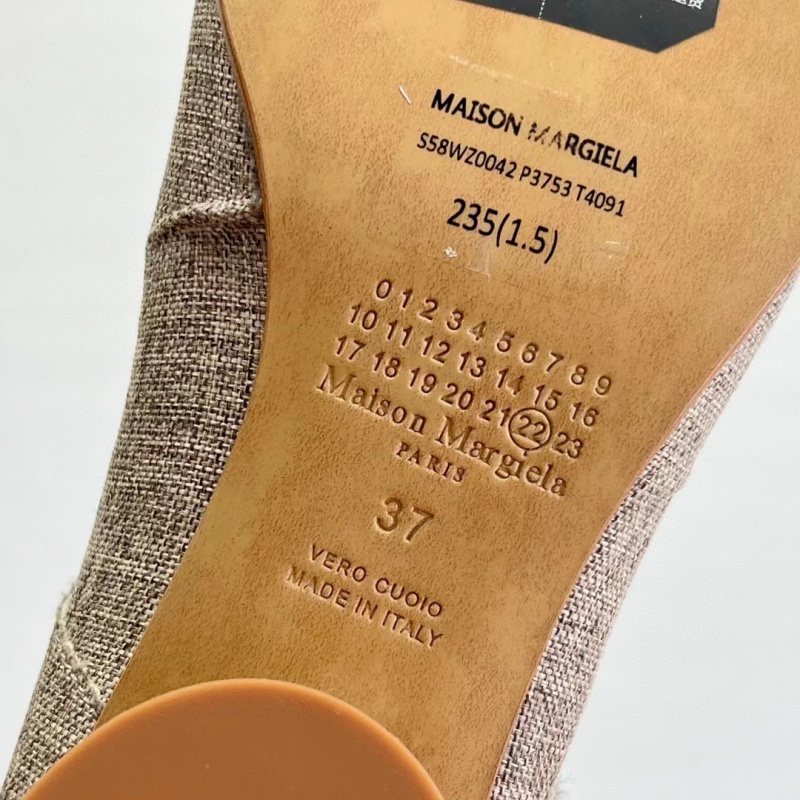 MAISON MARGIELA
S58WZ0042 P3753 T4091
235(1.5)
0 1 2 3 4 5 6 7 8 9
10 11 12 13 14 15 16
17 18 19 20 21 22 23
Maison Margiela
PARIS
37
VERO CUOIO
MADE IN ITALY